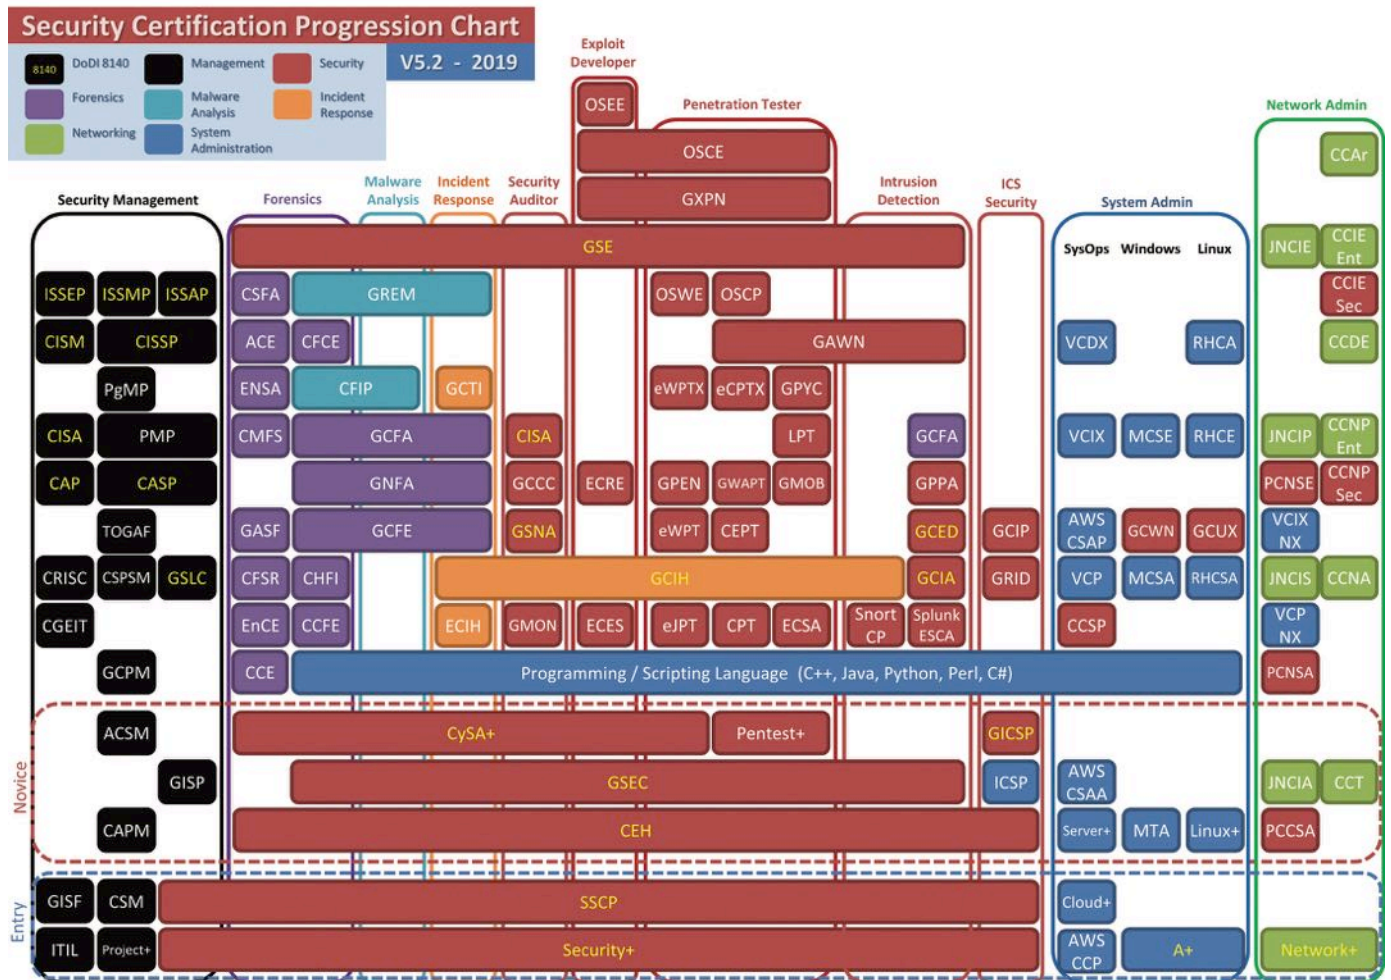 Security Certification Progression Chart
V5.2 - 2019
8140
DoDI 8140
Management
Security
Forensics
Malware
Analysis
Incident
Response
Networking
System
Administration
Exploit
Developer
Penetration Tester
Network Admin
Malware
Analysis
Incident
Response
Security
Auditor
Intrusion
Detection
ICS
Security
Security Management
Forensics
System Admin
SysOps Windows Linux
OSEE
OSCE
CCAr
GXPN
GSE
JNCIE
CCIE
Ent
ISSEP ISSMP ISSAP CSFA GREM OSWE OSCP
CCIE
Sec
CISM CISSP ACE CFCE GAWN VCDX RHCA CCDE
PgMP ENSA CFIP GCTI eWPTX eCPTX GPYC
CISA PMP CMFS GCFA CISA LPT GCFA VCIX MCSE RHCE JNCIP
CCNP
Ent
CAP CASP GNFA GCCC ECRE GPEN GWAPT GMOB GPPA PCNSE
CCNP
Sec
TOGAF GASF GCFE GSNA eWPT CEPT GCED GCIP
AWS
CSAP
GCWN GCUX
VCIX
NX
CRISC CSPSM GSLC CFSR CHFI GCIH GCIA GRID VCP MCSA RHCSA JNCIS CCNA
CGEIT EnCE CCFE ECIH GMON ECES eJPT CPT ECSA
Snort
CP
Splunk
ESCA
CCSP
VCP
NX
GCPM CCE Programming / Scripting Language (C++, Java, Python, Perl, C#) PCNSA
Novice
ACSM CySA+ Pentest+ GICSP
GISP GSEC ICSP
AWS
CSAA
JNCIA CCT
CAPM CEH Server+ MTA Linux+ PCCSA
Entry
GISF CSM SSCP Cloud+
ITIL Project+ Security+
AWS
CCP
A+ Network+